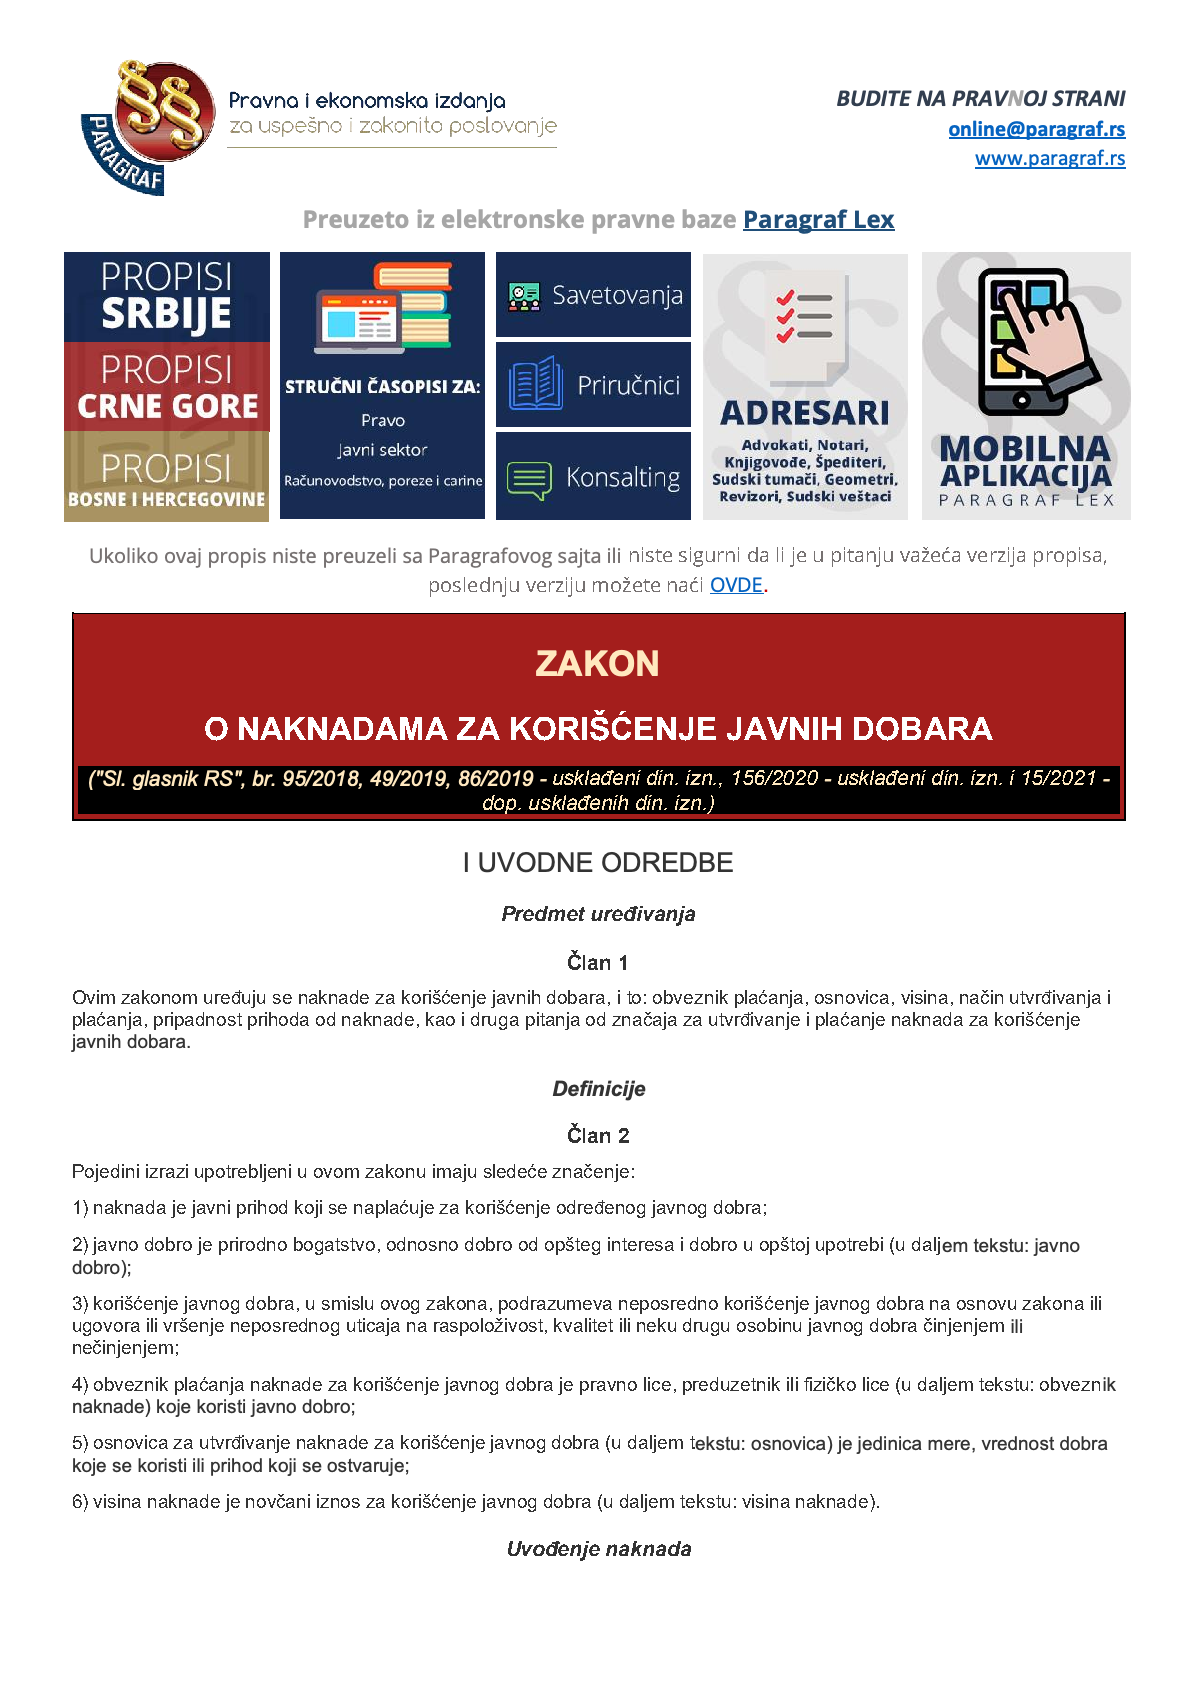 PARAGRAF
Pravna i ekonomska izdanja
za uspešno i zakonito poslovanje
BUDITE NA PRAVNOJ STRANI
online@paragraf.rs
www.paragraf.rs
Preuzeto iz elektronske pravne baze Paragraf Lex
PROPISI
SRBIJE
PROPISI
CRNE GORE
PROPISI
BOSNE I HERCEGOVINE
STRUČNI ČASOPISI ZA:
Pravo
Javni sektor
Računovodstvo, poreze i carine
Savetovanja
Priručnici
Konsalting
ADRESARI
Advokati, Notari,
Knjigovođe, Špediteri,
Sudski tumači, Geometri,
Revizori, Sudski veštaci
MOBILNA
APLIKACIJA
PARAGRAF LEX
Ukoliko ovaj propis niste preuzeli sa Paragrafovog sajta ili niste sigurni da li je u pitanju važeća verzija propisa,
poslednju verziju možete naći OVDE.
ZAKON
O NAKNADAMA ZA KORIŠĆENJE JAVNIH DOBARA
("Sl. glasnik RS", br. 95/2018, 49/2019, 86/2019 - usklađeni din. izn., 156/2020 - usklađeni din. izn. i 15/2021 -
dop. usklađenih din. izn.)
I UVODNE ODREDBE
Predmet uređivanja
Član 1
Ovim zakonom uređuju se naknade za korišćenje javnih dobara, i to: obveznik plaćanja, osnovica, visina, način utvrđivanja i
plaćanja, pripadnost prihoda od naknade, kao i druga pitanja od značaja za utvrđivanje i plaćanje naknada za korišćenje
javnih dobara.
Definicije
Član 2
Pojedini izrazi upotrebljeni u ovom zakonu imaju sledeće značenje:
1) naknada je javni prihod koji se naplaćuje za korišćenje određenog javnog dobra;
2) javno dobro je prirodno bogatstvo, odnosno dobro od opšteg interesa i dobro u opštoj upotrebi (u daljem tekstu: javno
dobro);
3) korišćenje javnog dobra, u smislu ovog zakona, podrazumeva neposredno korišćenje javnog dobra na osnovu zakona ili
ugovora ili vršenje neposrednog uticaja na raspoloživost, kvalitet ili neku drugu osobinu javnog dobra činjenjem ili
nečinjenjem;
4) obveznik plaćanja naknade za korišćenje javnog dobra je pravno lice, preduzetnik ili fizičko lice (u daljem tekstu: obveznik
naknade) koje koristi javno dobro;
5) osnovica za utvrđivanje naknade za korišćenje javnog dobra (u daljem tekstu: osnovica) je jedinica mere, vrednost dobra
koje se koristi ili prihod koji se ostvaruje;
6) visina naknade je novčani iznos za korišćenje javnog dobra (u daljem tekstu: visina naknade).
Uvođenje naknada